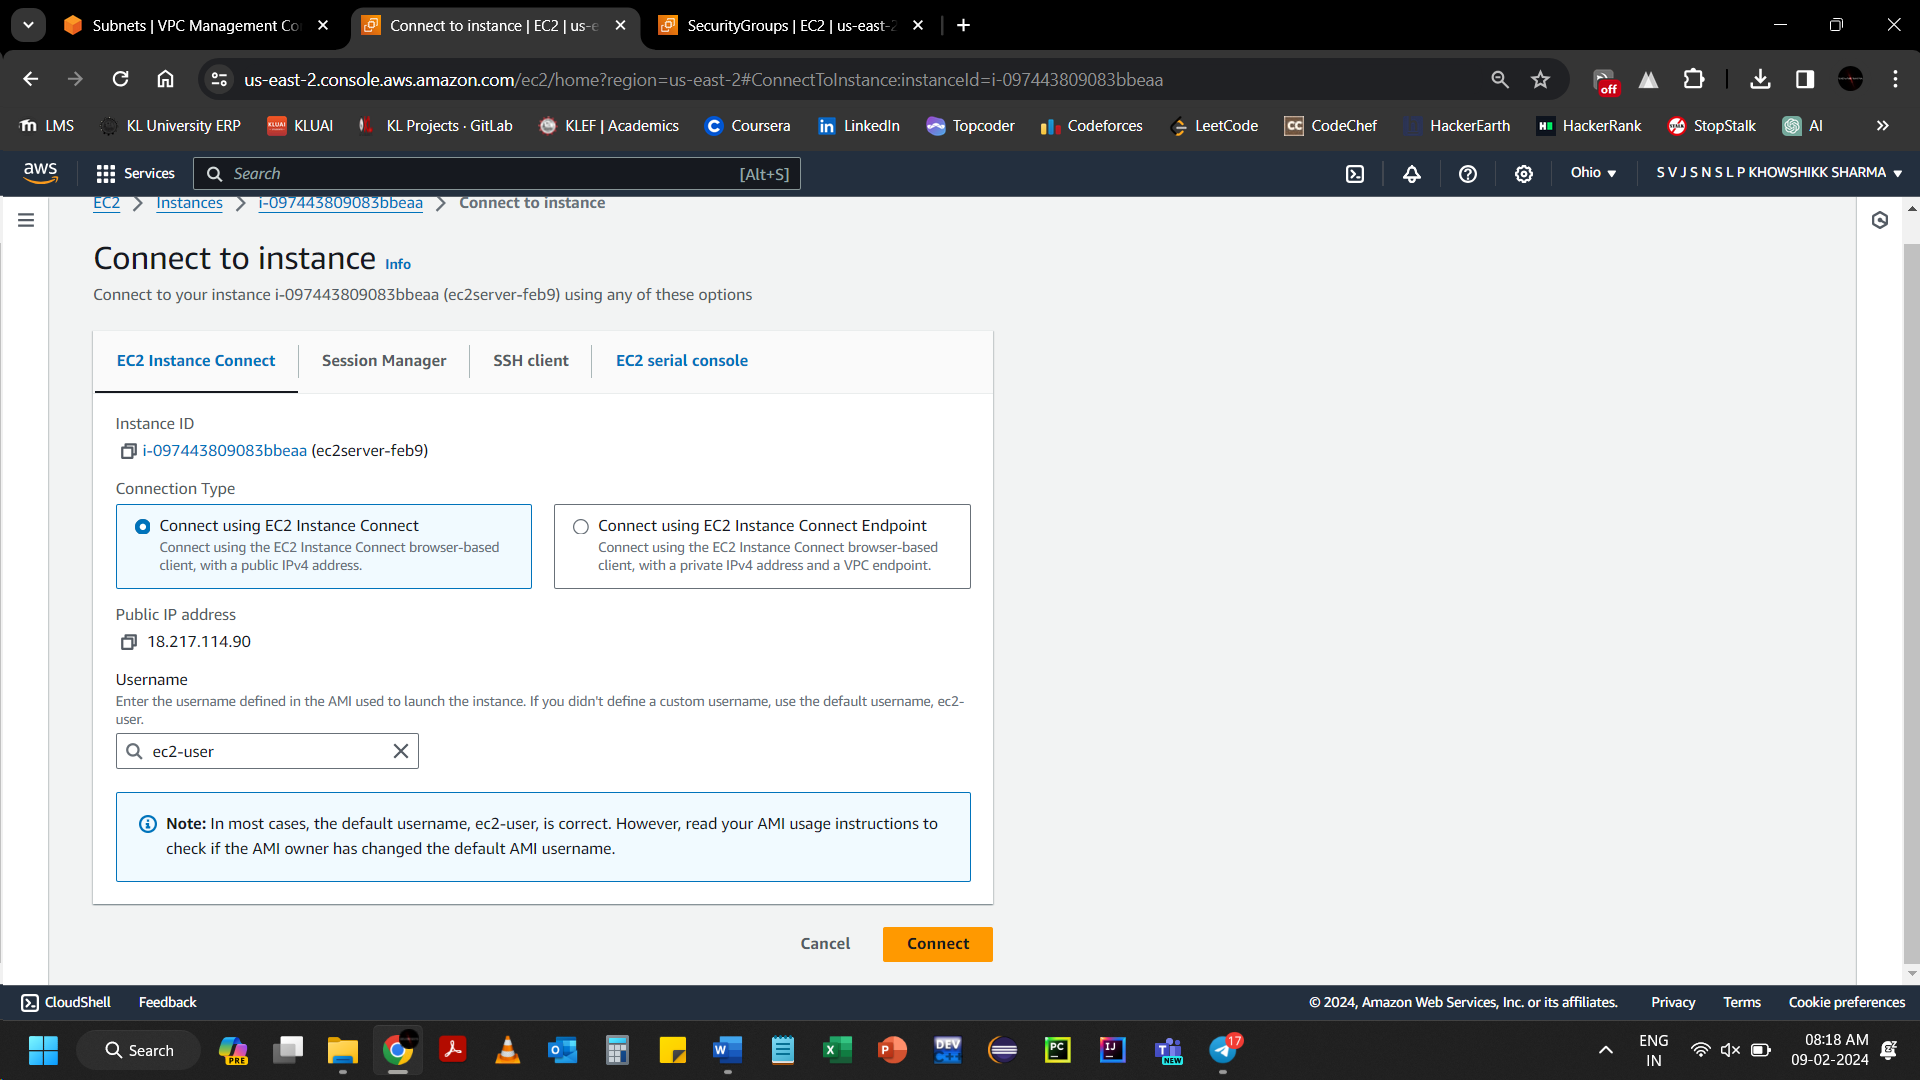 Subnets | VPC Management Co
Connect to instance | EC2 | us-e
SecurityGroups | EC2 | us-east-2
us-east-2.console.aws.amazon.com/ec2/home?region=us-east-2#ConnectToInstance:instanceId=i-097443809083bbeaa
off
LMS
KL University ERP
KLUAI
KLUAI
KL Projects · GitLab
KLEF | Academics
Coursera
LinkedIn
Topcoder
Codeforces
LeetCode
CC
CodeChef
HackerEarth
HackerRank
StopStalk
AI
aws
Services
Search
[Alt+S]
Ohio
S V J S N S L P KHOWSHIKK SHARMA
EC2
Instances
i-097443809083bbeaa
Connect to instance
Connect to instance Info
Connect to your instance i-097443809083bbeaa (ec2server-feb9) using any of these options
EC2 Instance Connect
Session Manager
SSH client
EC2 serial console
Instance ID
i-097443809083bbeaa (ec2server-feb9)
Connection Type
Connect using EC2 Instance Connect
Connect using the EC2 Instance Connect browser-based
client, with a public IPv4 address.
Connect using EC2 Instance Connect Endpoint
Connect using the EC2 Instance Connect browser-based
client, with a private IPv4 address and a VPC endpoint.
Public IP address
18.217.114.90
Username
Enter the username defined in the AMI used to launch the instance. If you didn't define a custom username, use the default username, ec2-
user.
ec2-user
Note: In most cases, the default username, ec2-user, is correct. However, read your AMI usage instructions to
check if the AMI owner has changed the default AMI username.
Cancel
Connect
CloudShell
Feedback
© 2024, Amazon Web Services, Inc. or its affiliates.
Privacy
Terms
Cookie preferences
Search
PRE
DEV
C++
PC
IJ
NEW
17
ENG
IN
08:18 AM
09-02-2024